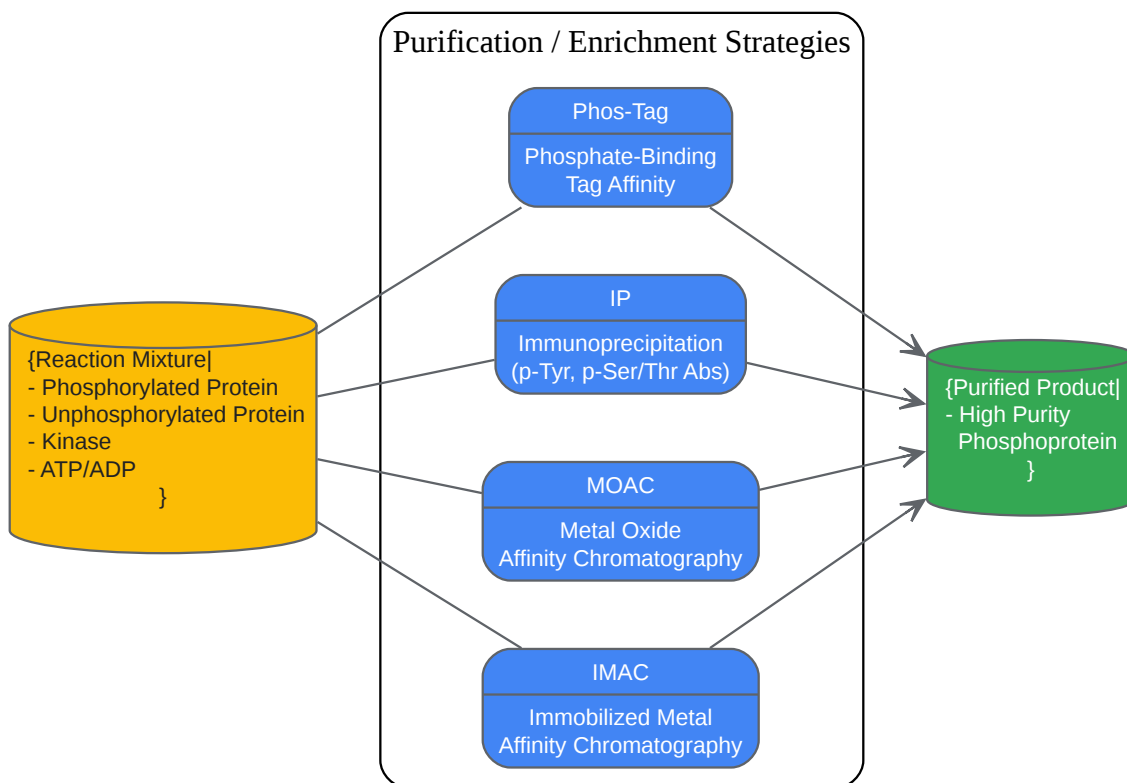 Purification / Enrichment Strategies
Phos-Tag
Phosphate-Binding
Tag Affinity
IP
Immunoprecipitation
(p-Tyr, p-Ser/Thr Abs)
{Reaction Mixture|
- Phosphorylated Protein
- Unphosphorylated Protein
- Kinase
- ATP/ADP
}
{Purified Product|
- High Purity
Phosphoprotein
}
MOAC
Metal Oxide
Affinity Chromatography
IMAC
Immobilized Metal
Affinity Chromatography